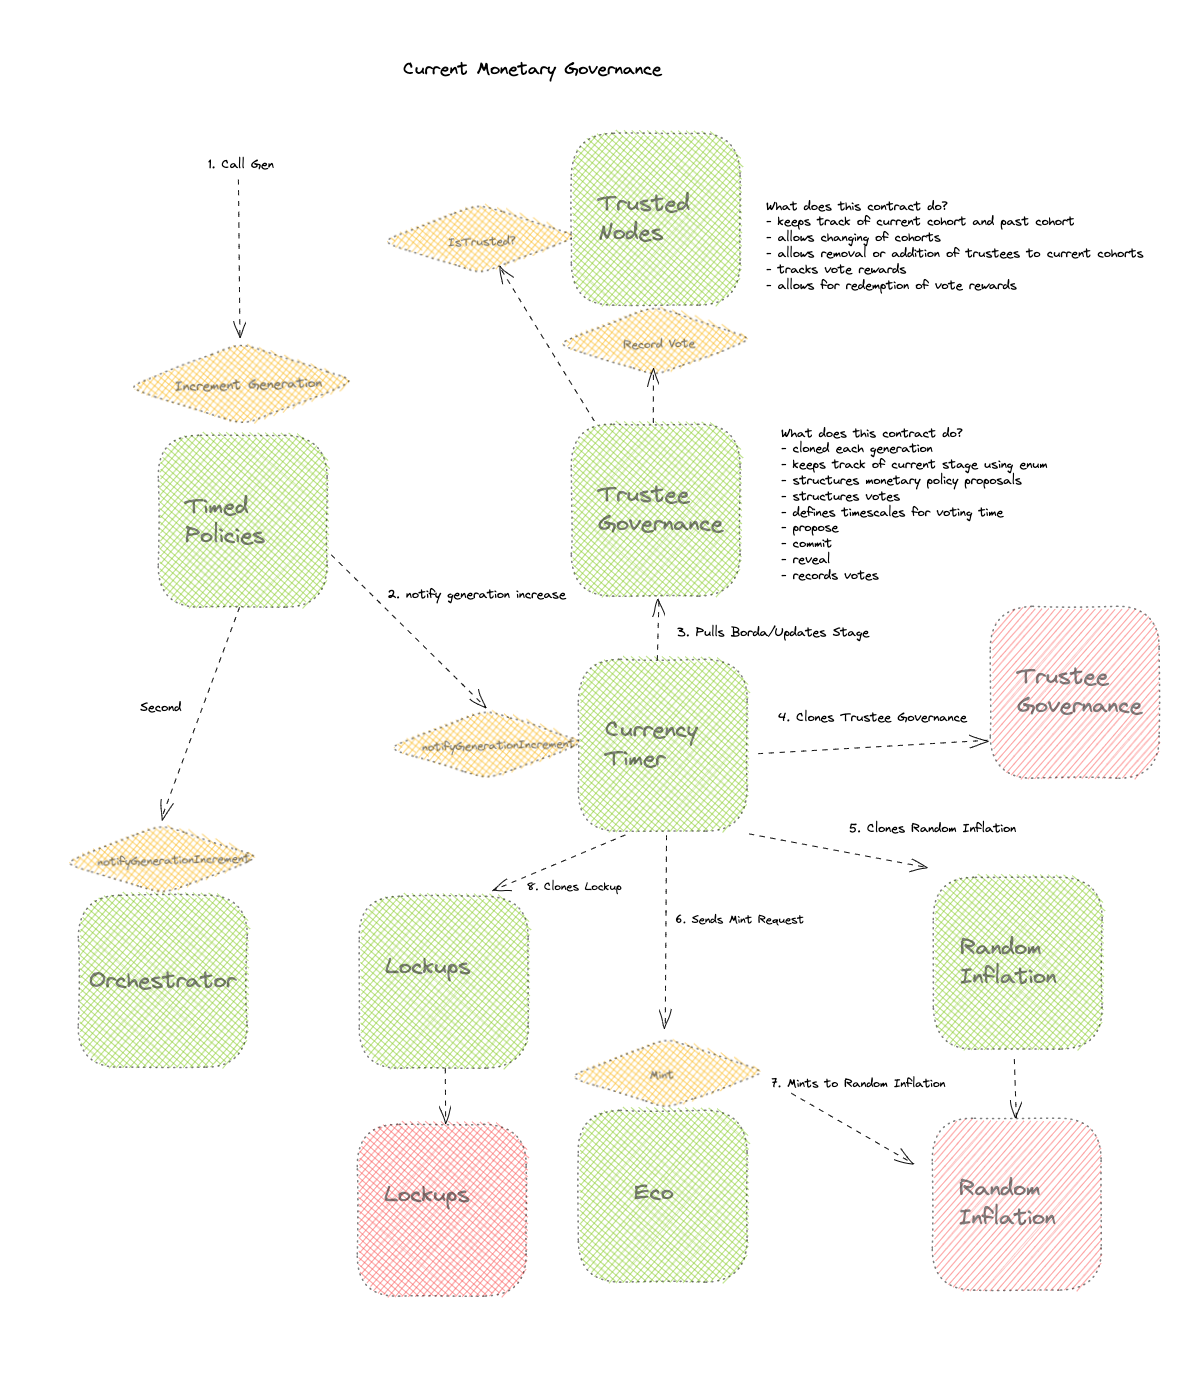 Current Monetary Governance
1. Call Gen
Trusted
Nodes
IsTrusted?
What does this contract do?
- keeps track of current cohort and past cohort
- allows changing of cohorts
- allows removal or addition of trustees to current cohorts
- tracks vote rewards
- allows for redemption of vote rewards
Record Vote
Increment Generation
Timed
Policies
Trustee
Governance
What does this contract do?
- cloned each generation
- keeps track of current stage using enum
- structures monetary policy proposals
- structures votes
- defines timescales for voting time
- propose
- commit
- reveal
- records votes
2. notify generation increase
3. Pulls Borda/Updates Stage
Trustee
Governance
Second
4. Clones Trustee Governance
Currency
Timer
notifyGenerationIncrement
5. Clones Random Inflation
notifyGenerationIncrement
8. Clones Lockup
6. Sends Mint Request
Orchestrator
Lockups
Random
Inflation
Mint
7. Mints to Random Inflation
Lockups
Eco
Random
Inflation